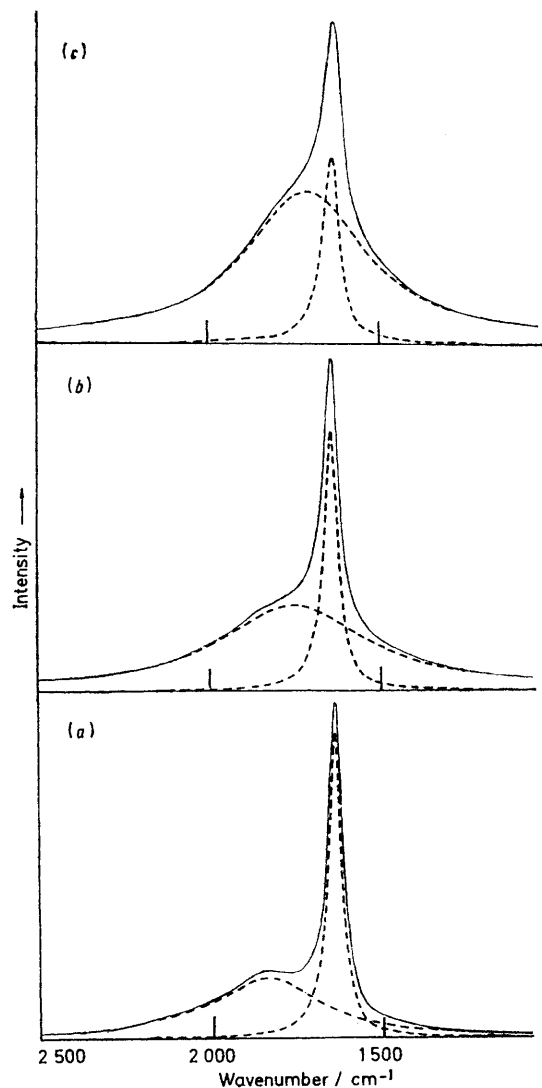 (c)
(b)
(a)
Intensity →
2 500 2 000 1 500
Wavenumber / cm⁻¹